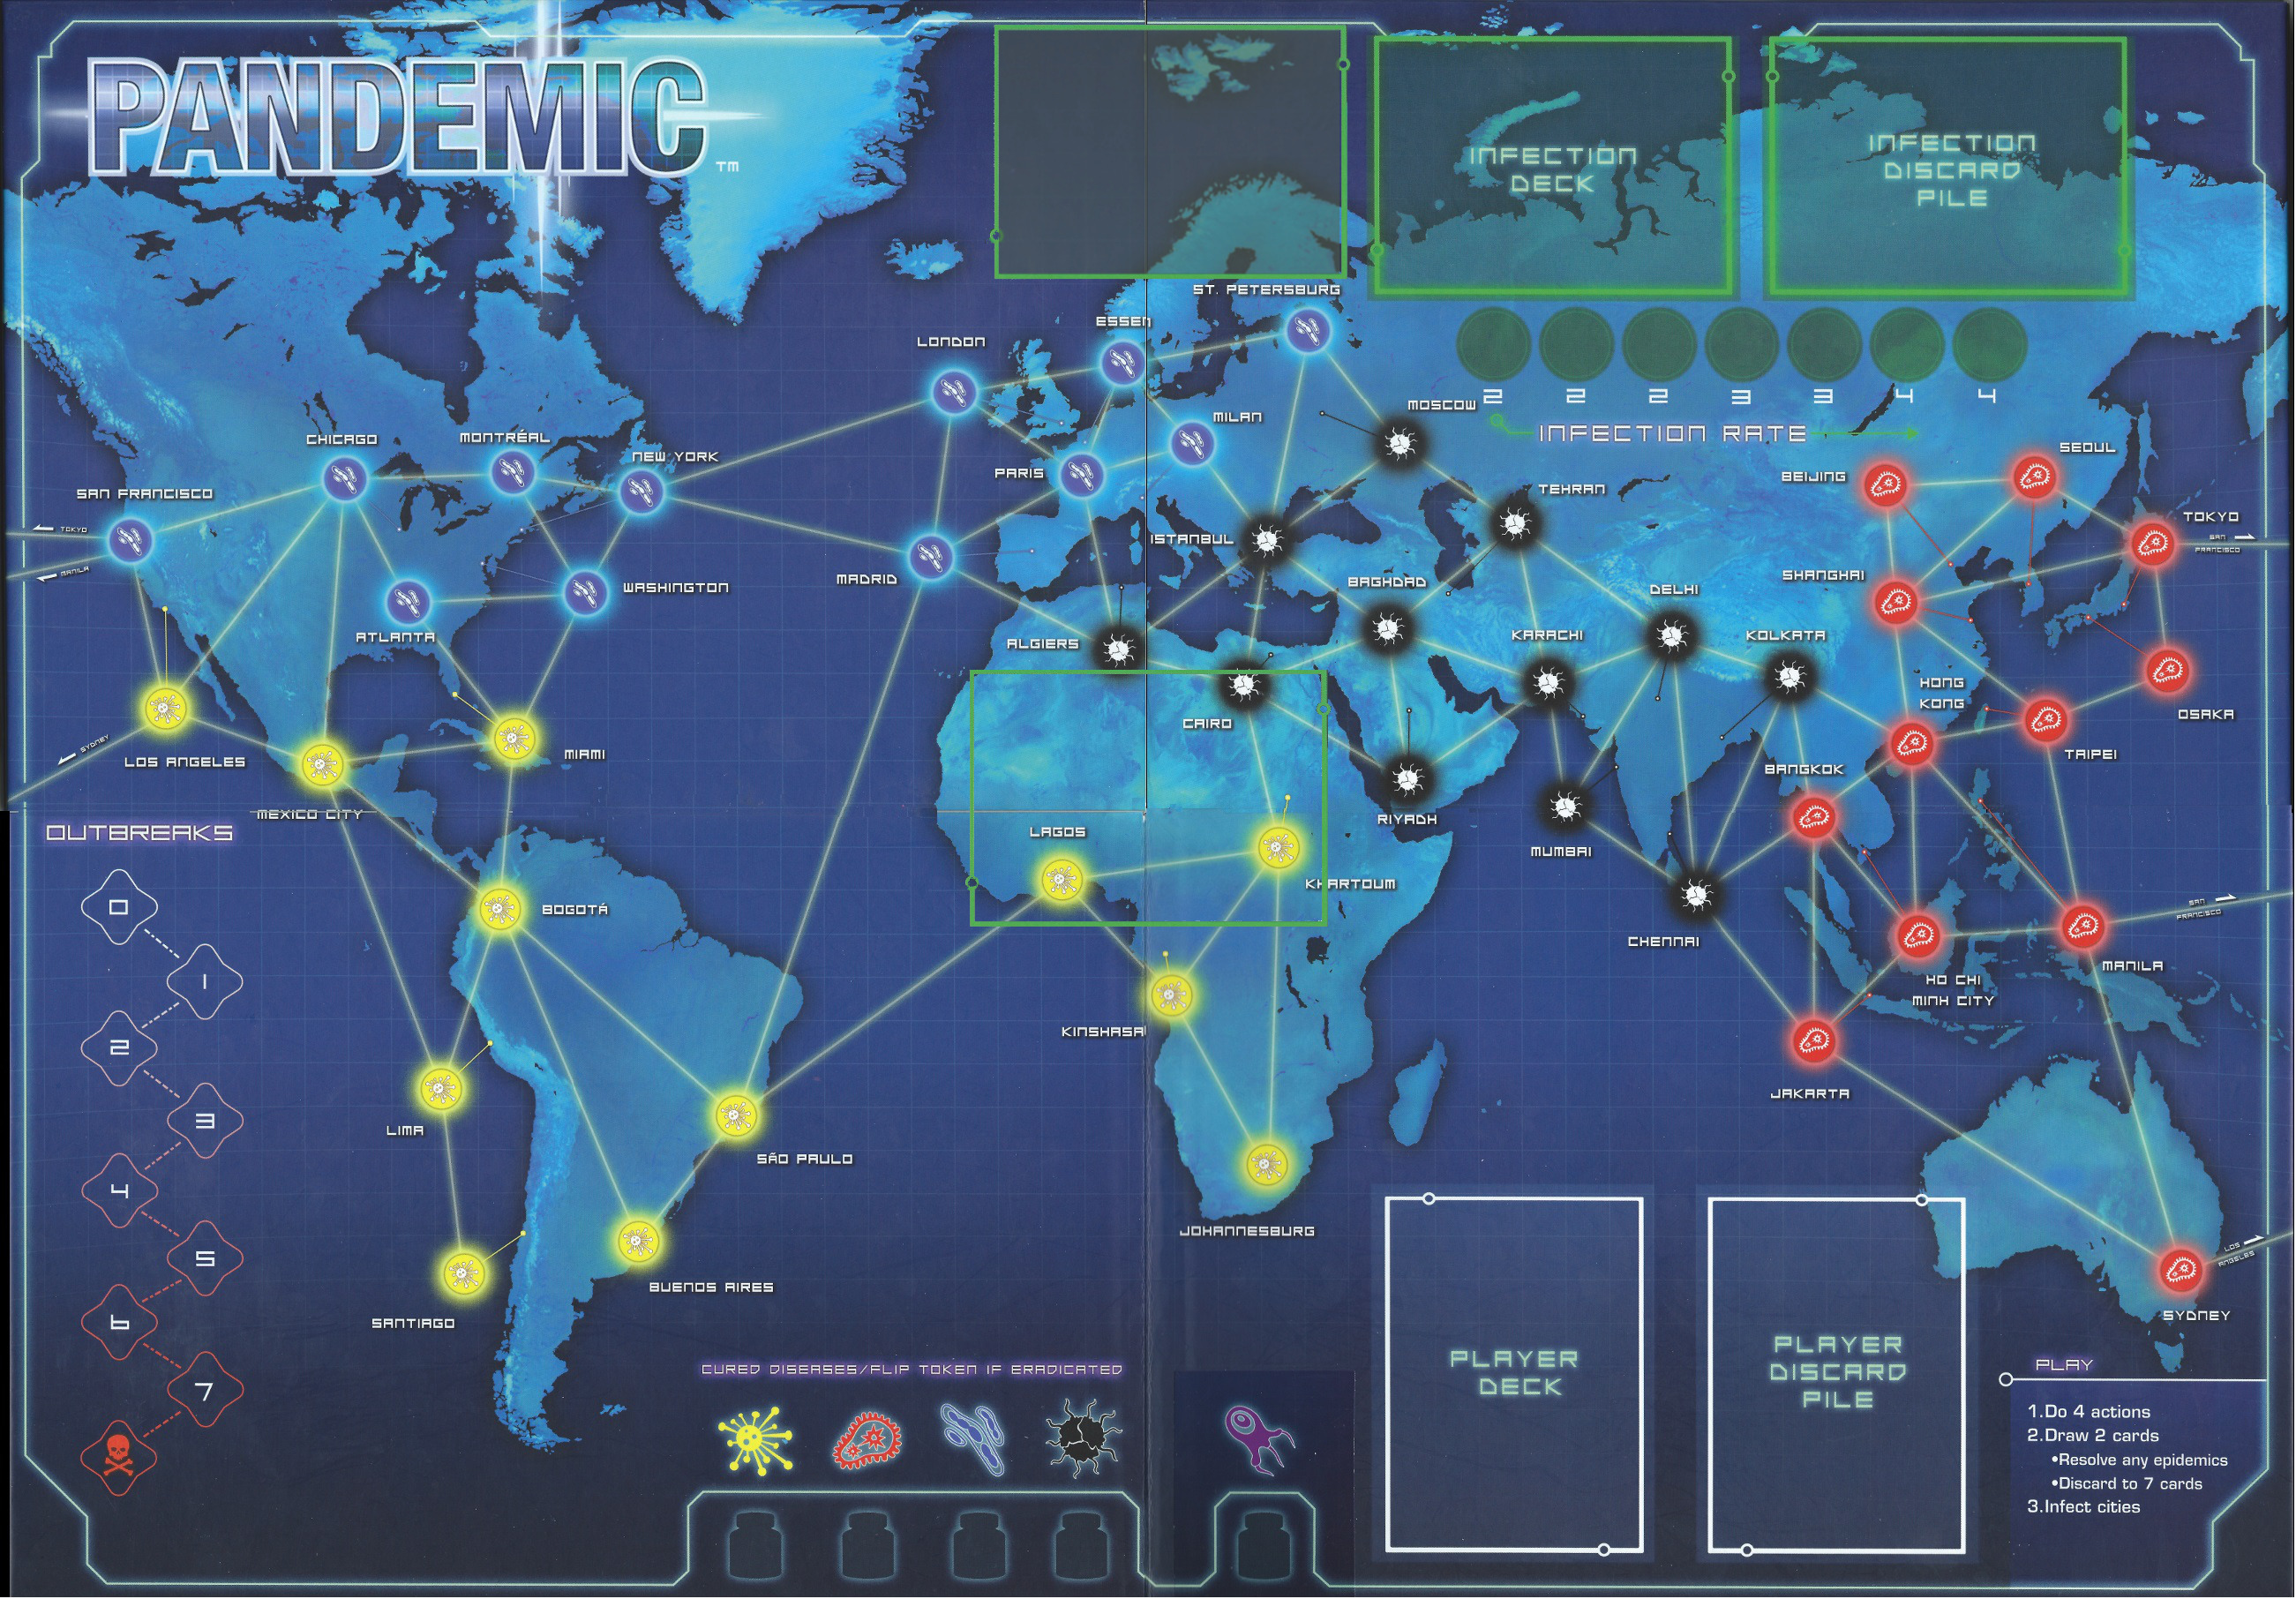 PANDEMIC
TM
INFECTION
DECK
INFECTION
DISCARD
PILE
ST. PETERSBURG
ESSEN
LONDON
2 2 2 3 3 4 4
INFECTION RATE
MOSCOW
MILAN
CHICAGO
MONTRÉAL
NEW YORK
PARIS
SAN FRANCISCO
TEHRAN
BEIJING
SEOUL
TOKYO
TOKYO
SAN
FRANCISCO
MANILA
ISTANBUL
MADRID
WASHINGTON
BAGHDAD
DELHI
SHANGHAI
ATLANTA
ALGIERS
KARACHI
KOLKATA
HONG
KONG
CAIRO
OSAKA
SYDNEY
LOS ANGELES
MIAMI
TAIPEI
BANGKOK
MEXICO CITY
RIYADH
OUTBREAKS
LAGOS
MUMBAI
KHARTOUM
BOGOTÁ
SAN
FRANCISCO
CHENNAI
MANILA
HO CHI
MINH CITY
KINSHASA
JAKARTA
LIMA
SÃO PAULO
JOHANNESBURG
LOS
ANGELES
BUENOS AIRES
SANTIAGO
SYDNEY
0
1
2
3
4
5
6
7
CURED DISEASES/FLIP TOKEN IF ERADICATED
PLAYER
DECK
PLAYER
DISCARD
PILE
PLAY
1.Do 4 actions
2.Draw 2 cards
•Resolve any epidemics
•Discard to 7 cards
3.Infect cities